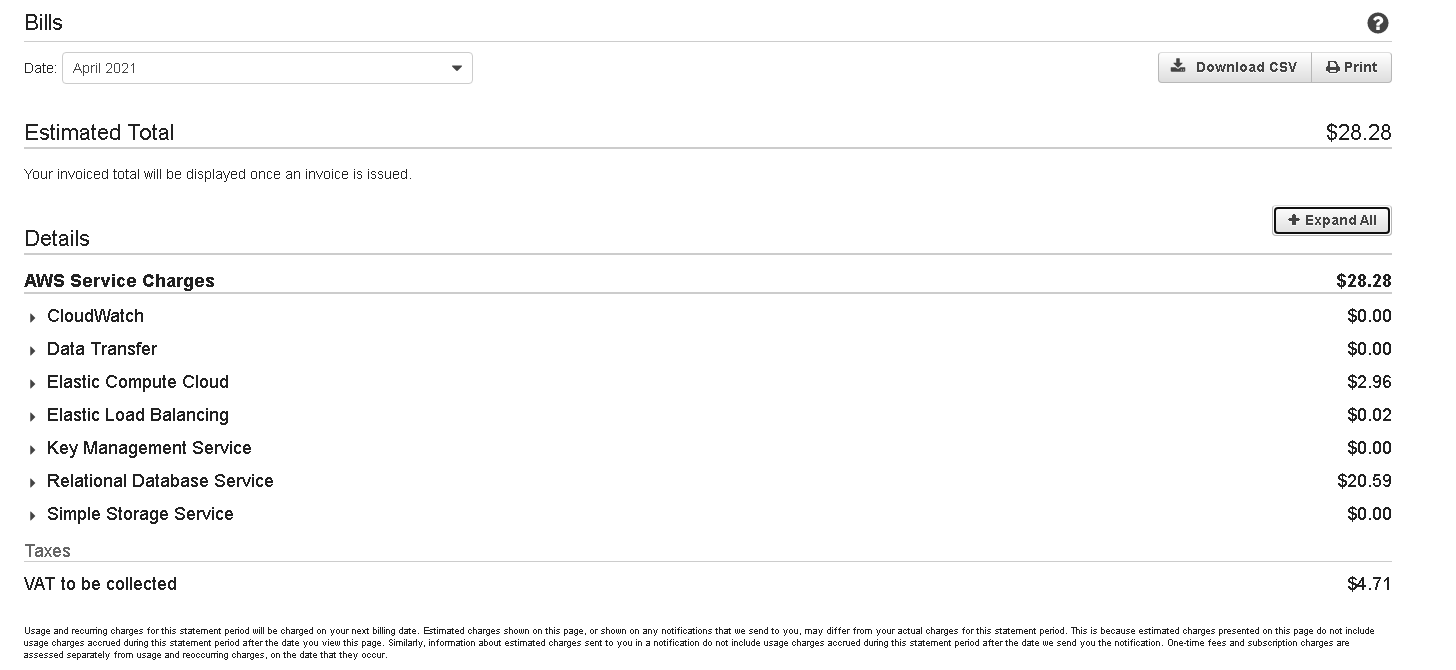 Bills
?
Date: April 2021
Download CSV Print
Estimated Total $28.28
Your invoiced total will be displayed once an invoice is issued.
+ Expand All
Details
AWS Service Charges $28.28
CloudWatch $0.00
Data Transfer $0.00
Elastic Compute Cloud $2.96
Elastic Load Balancing $0.02
Key Management Service $0.00
Relational Database Service $20.59
Simple Storage Service $0.00
Taxes
VAT to be collected $4.71
Usage and recurring charges for this statement period will be charged on your next billing date. Estimated charges shown on this page, or shown on any notifications that we send to you, may differ from your actual charges for this statement period. This is because estimated charges presented on this page do not include
usage charges accrued during this statement period after the date you view this page. Similarly, information about estimated charges sent to you in a notification do not include usage charges accrued during this statement period after the date we send you the notification. One-time fees and subscription charges are
assessed separately from usage and reoccurring charges, on the date that they occur.